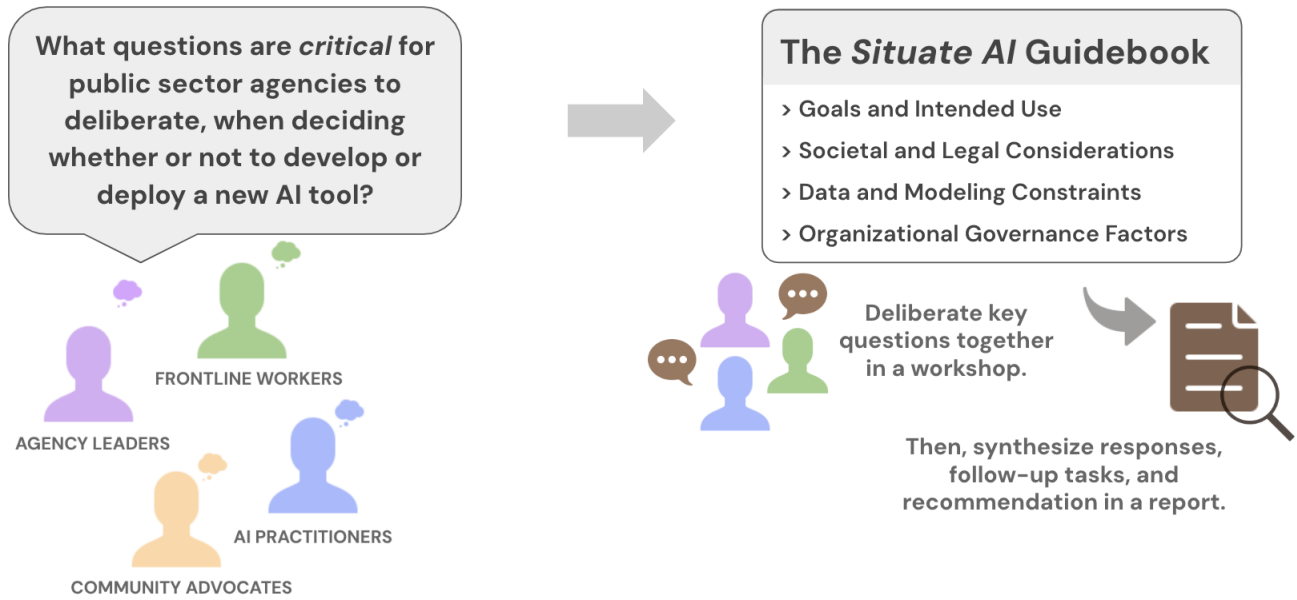 What questions are critical for
public sector agencies to
deliberate, when deciding
whether or not to develop or
deploy a new AI tool?
FRONTLINE WORKERS
AGENCY LEADERS
AI PRACTITIONERS
COMMUNITY ADVOCATES
The Situate AI Guidebook
> Goals and Intended Use
> Societal and Legal Considerations
> Data and Modeling Constraints
> Organizational Governance Factors
Deliberate key
questions together
in a workshop.
Then, synthesize responses,
follow-up tasks, and
recommendation in a report.